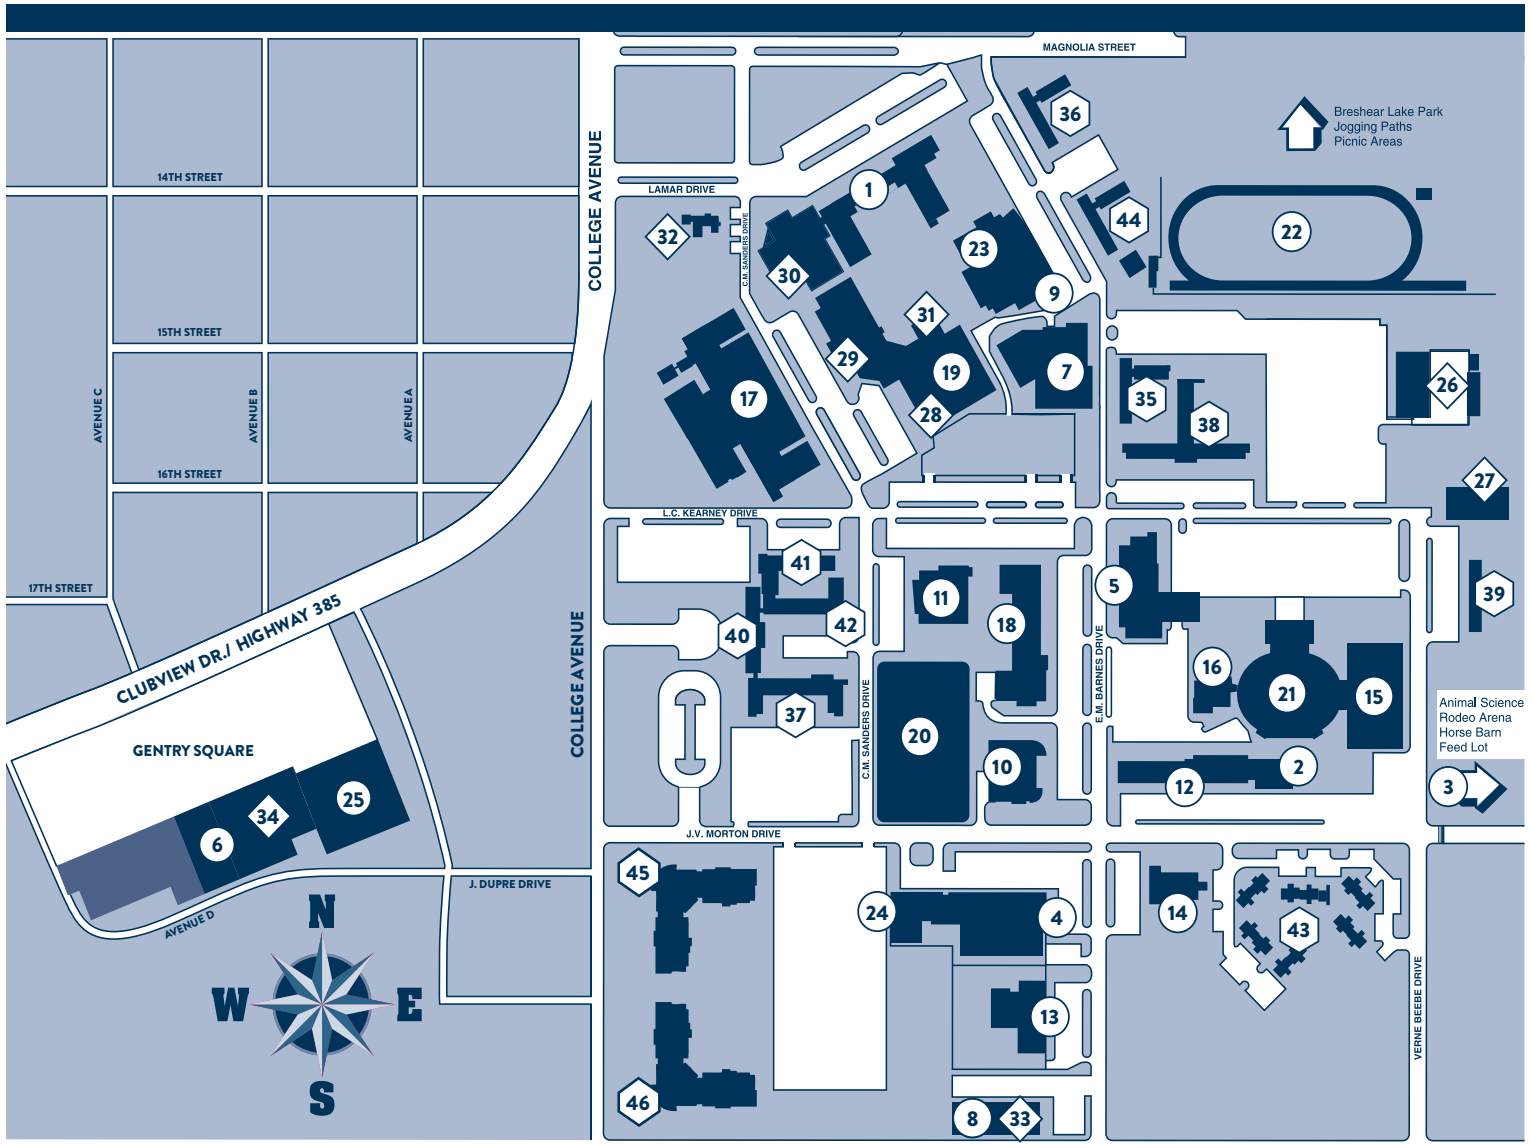 MAGNOLIA STREET
36
Breshear Lake Park
Jogging Paths
Picnic Areas
COLLEGE AVENUE
14TH STREET
LAMAR DRIVE
1
44
32
C.M. SANDERS DRIVE
23
22
30
9
31
15TH STREET
29
19
7
17
35
26
28
38
AVENUE C
AVENUE B
AVENUE A
16TH STREET
27
L.C. KEARNEY DRIVE
41
5
17TH STREET
11
39
CLUBVIEW DR./ HIGHWAY 385
40
42
18
E.M. BARNES DRIVE
16
21
15
COLLEGE AVENUE
37
C.M. SANDERS DRIVE
20
Animal Science
Rodeo Arena
Horse Barn
Feed Lot
GENTRY SQUARE
10
2
12
3
25
34
6
J.V. MORTON DRIVE
45
J. DUPRE DRIVE
24
4
14
43
AVENUE D
N
W
E
S
13
VERNE BEEBE DRIVE
46
8
33